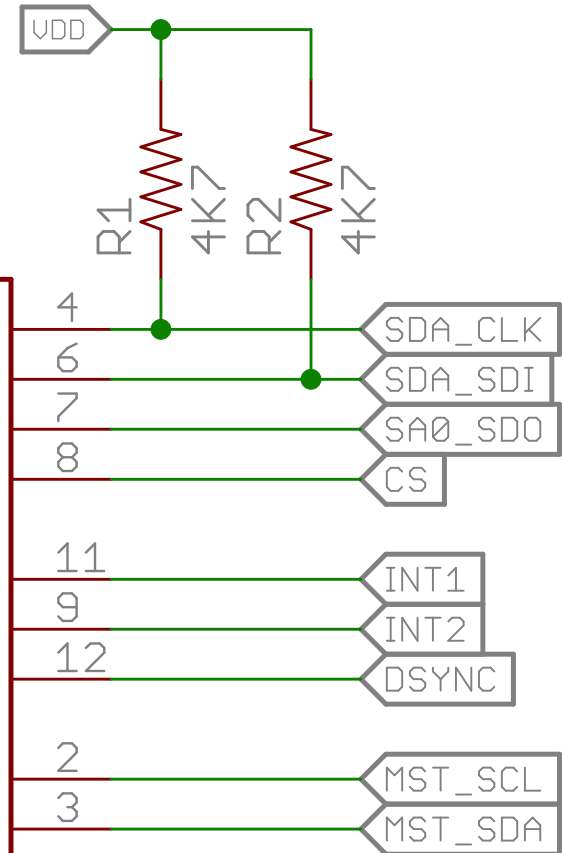 VDD
R1
4K7
R2
4K7
4 SDA_CLK
6 SDA_SDI
7 SA0_SDO
8 CS
11 INT1
9 INT2
12 DSYNC
2 MST_SCL
3 MST_SDA